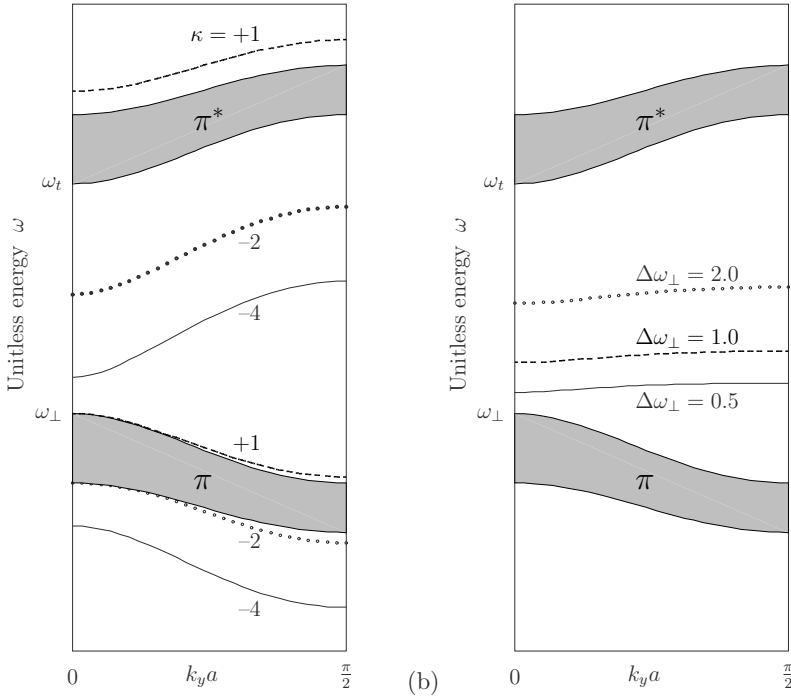 κ = +1
π*
ω_t
–2
–4
Unitless energy ω
ω_⊥
+1
π
–2
–4
0
k_y a
π/2
(b)
π*
ω_t
Δω_⊥ = 2.0
Δω_⊥ = 1.0
Δω_⊥ = 0.5
Unitless energy ω
ω_⊥
π
0
k_y a
π/2